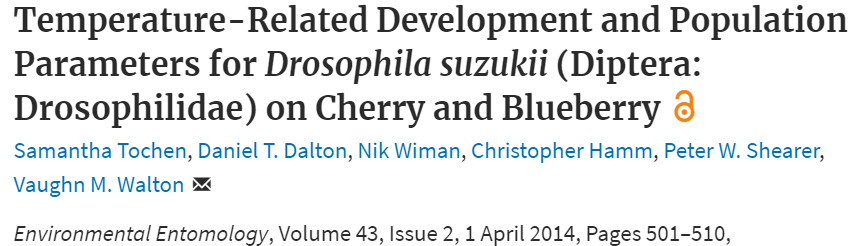 Temperature-Related Development and Population
Parameters for Drosophila suzukii (Diptera:
Drosophilidae) on Cherry and Blueberry
Samantha Tochen, Daniel T. Dalton, Nik Wiman, Christopher Hamm, Peter W. Shearer,
Vaughn M. Walton
Environmental Entomology, Volume 43, Issue 2, 1 April 2014, Pages 501–510,